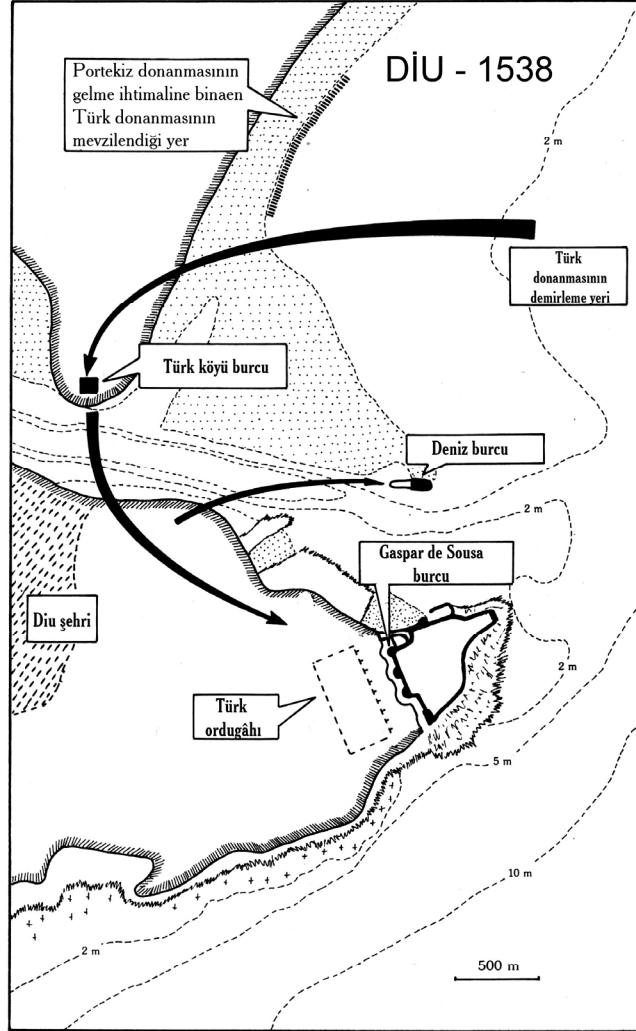 DİU - 1538
Portekiz donanmasının
gelme ihtimaline binaen
Türk donanmasının
mevzilendiği yer
2 m
Türk
donanmasının
demirleme yeri
Türk köyü burcu
Deniz burcu
2 m
Gaspar de Sousa
burcu
Diu şehri
2 m
Türk
ordugâhı
5 m
10 m
2 m
500 m